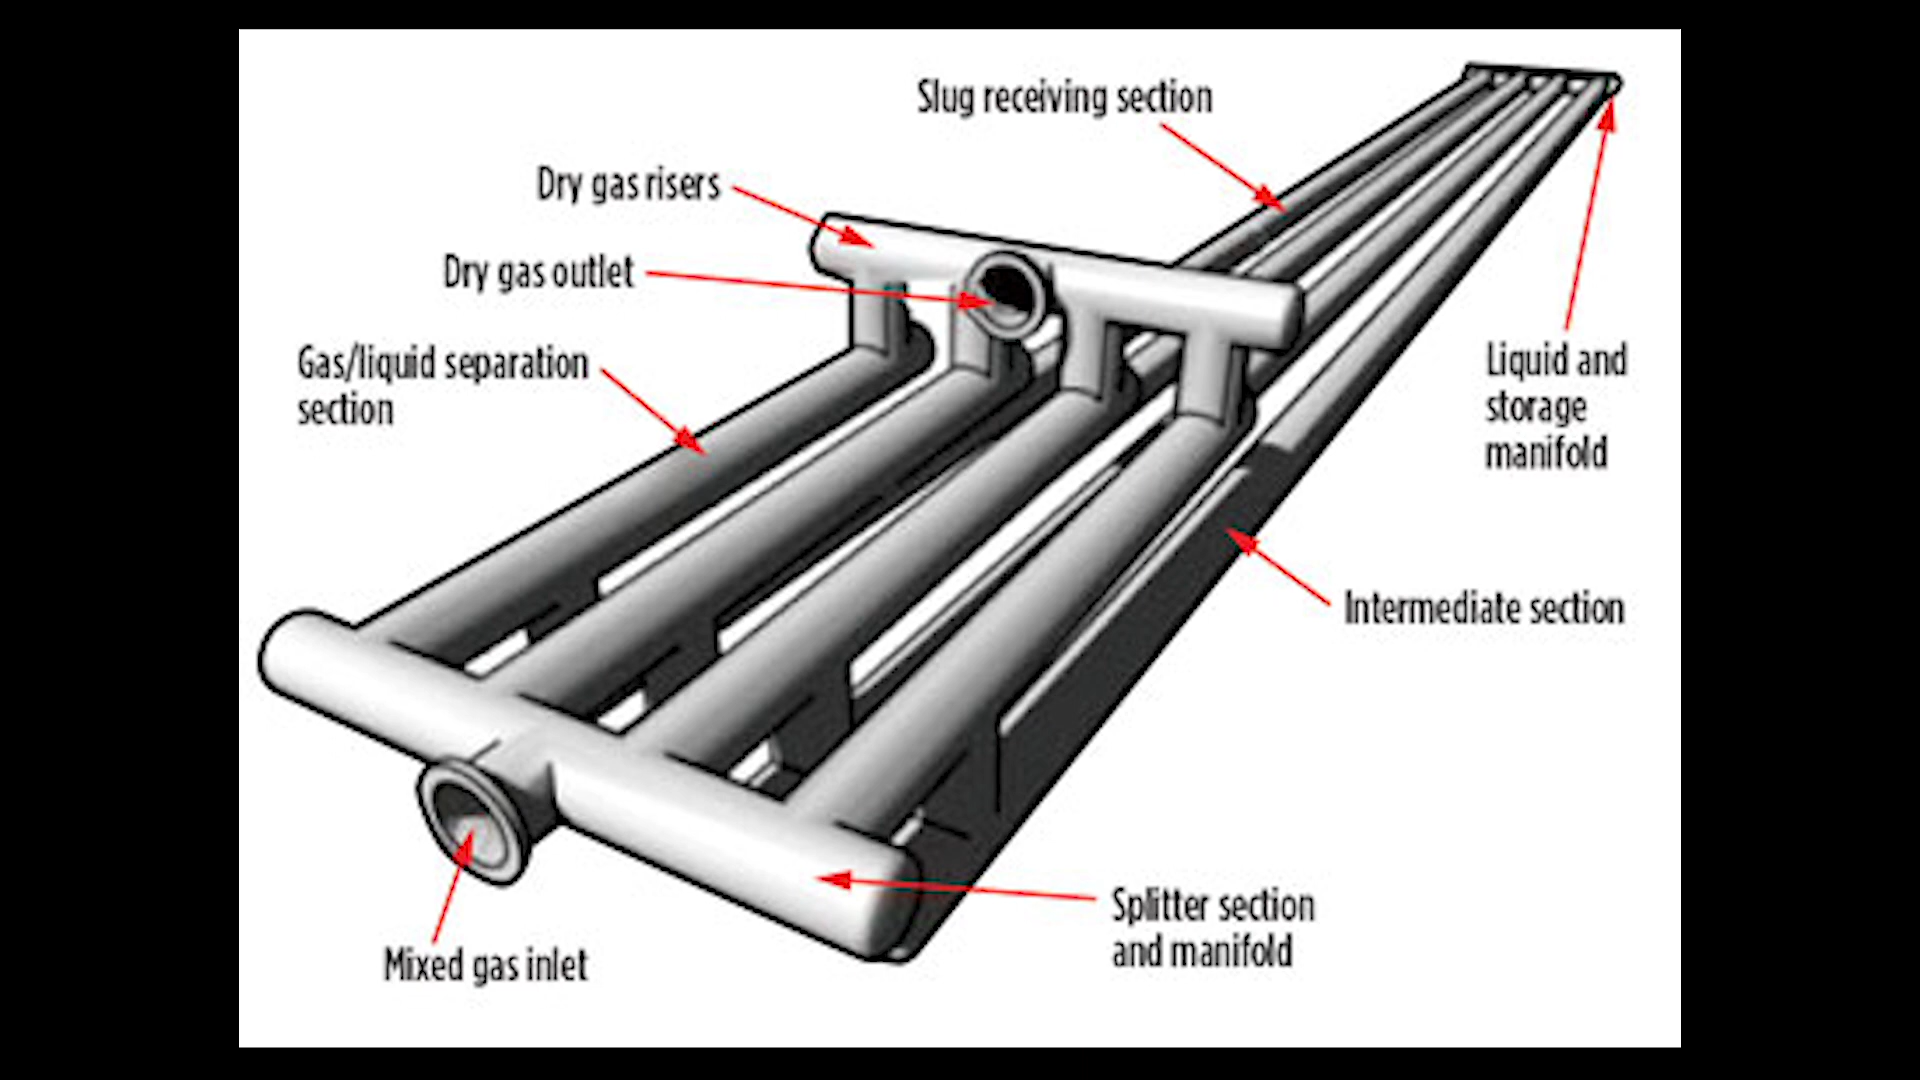 Slug receiving section
Dry gas risers
Dry gas outlet
Gas/liquid separation
section
Liquid and
storage
manifold
Intermediate section
Splitter section
and manifold
Mixed gas inlet